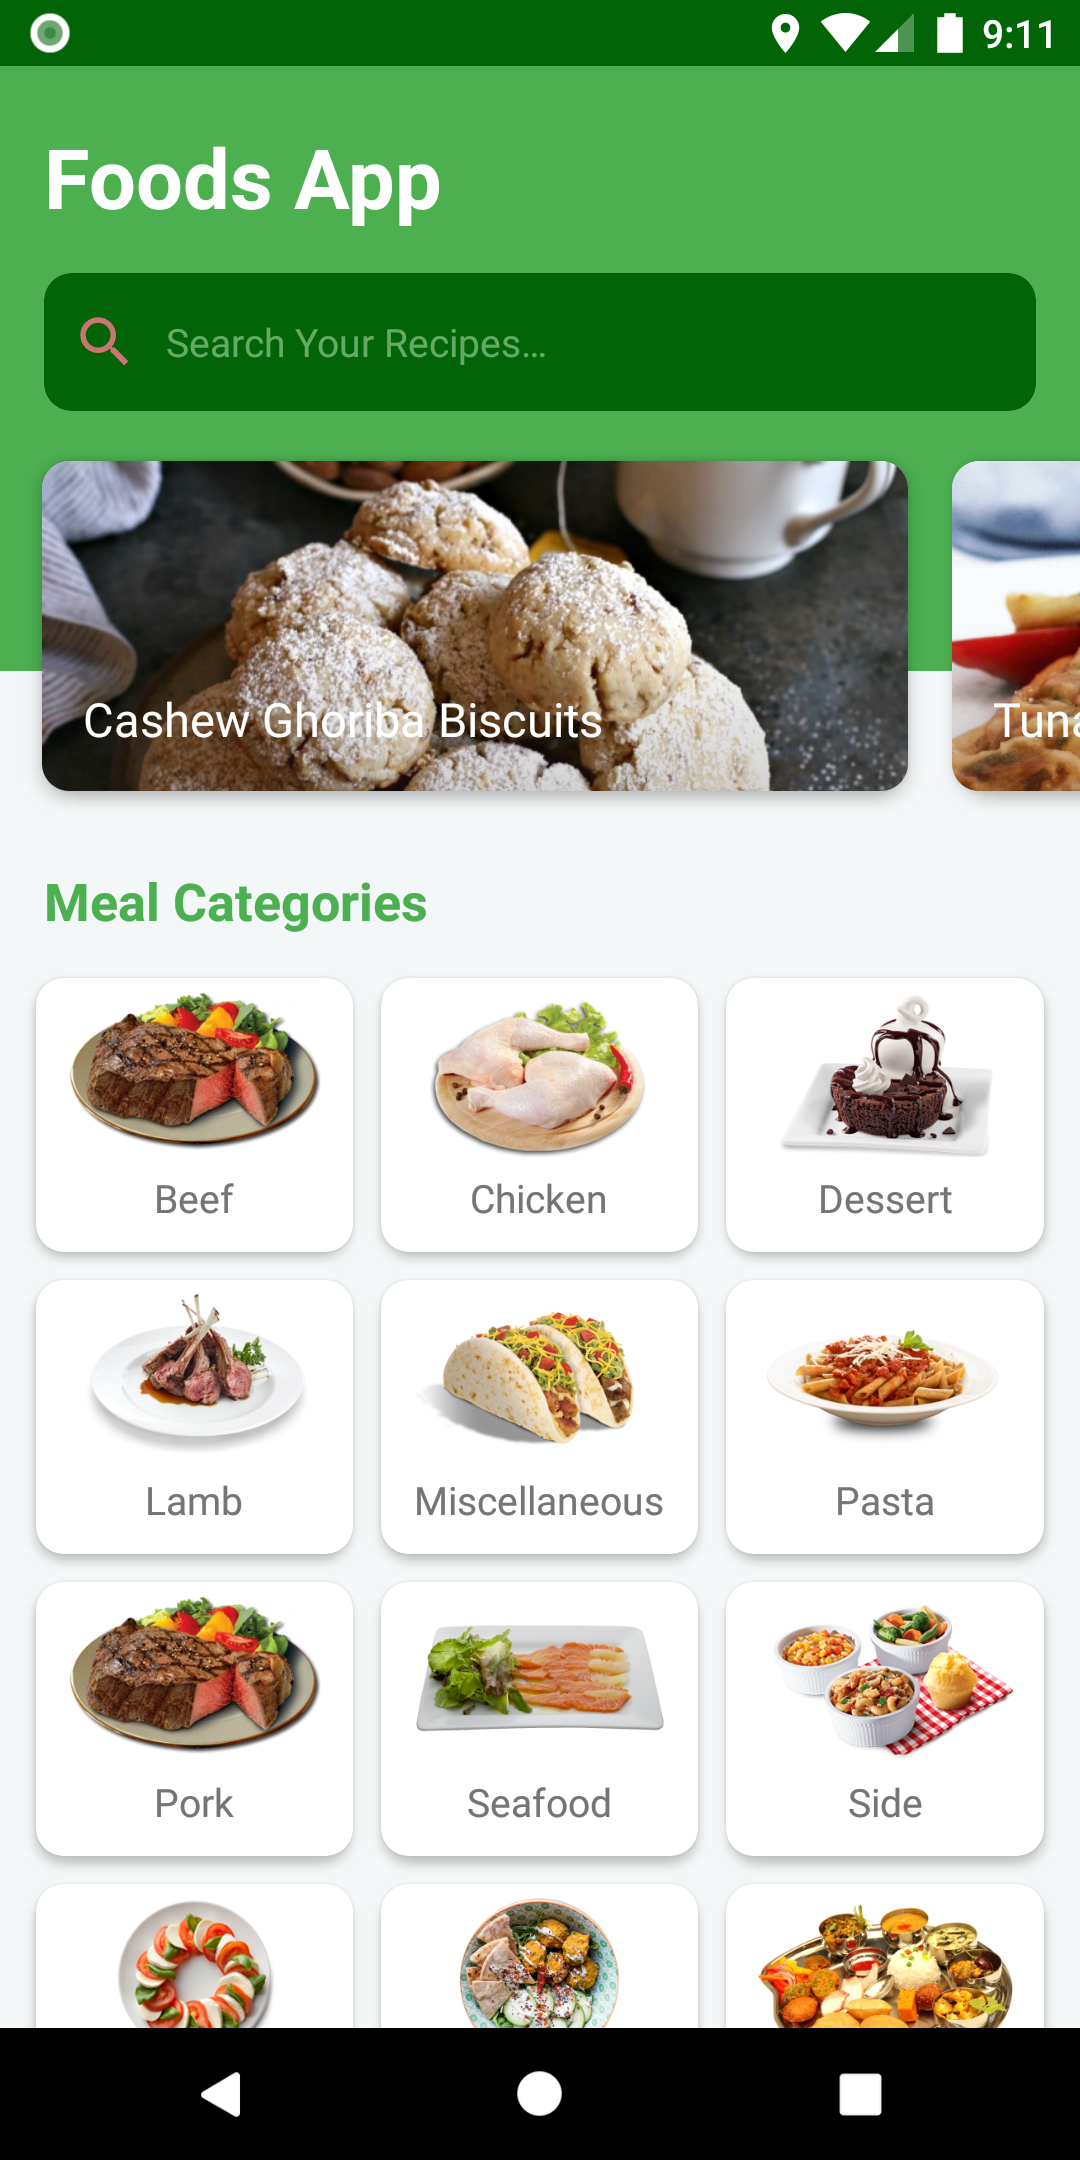 9:11
Foods App
Search Your Recipes...
Cashew Ghoriba Biscuits
Tuna
Meal Categories
Beef
Chicken
Dessert
Lamb
Miscellaneous
Pasta
Pork
Seafood
Side